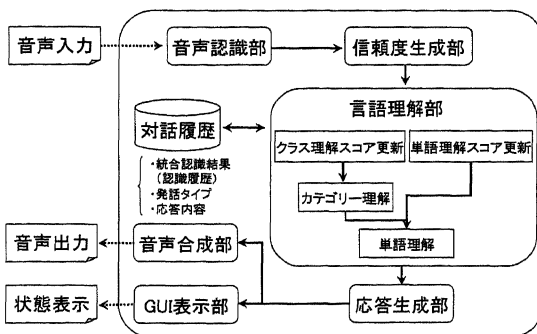 音声入力
音声認識部
信頼度生成部
言語理解部
対話履歴
クラス理解スコア更新
単語理解スコア更新
・統合認識結果
(認識履歴)
・発話タイプ
・応答内容
カテゴリー理解
単語理解
音声出力
音声合成部
状態表示
GUI表示部
応答生成部